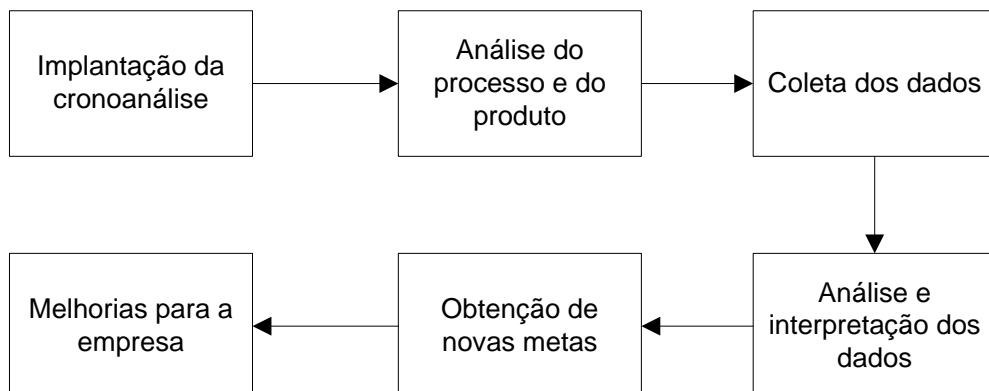 Implantação da
cronoanálise
Análise do
processo e do
produto
Coleta dos dados
Análise e
interpretação dos
dados
Obtenção de
novas metas
Melhorias para a
empresa